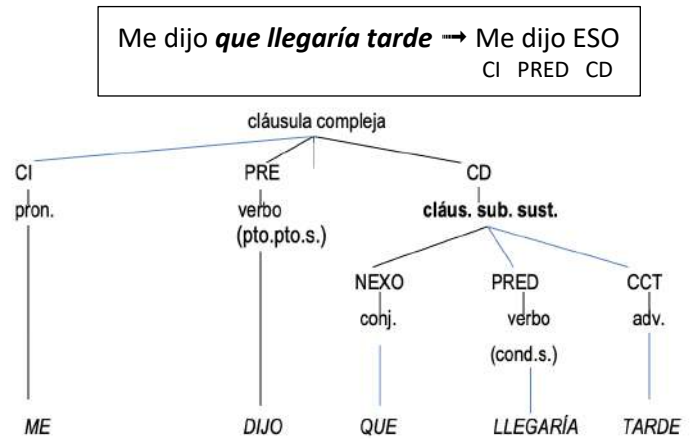 Me dijo que llegaría tarde ➟ Me dijo ESO
CI PRED CD
cláusula compleja
CI PRE CD
pron. verbo cláus. sub. sust.
(pto.pto.s.)
NEXO PRED CCT
conj. verbo adv.
(cond.s.)
ME DIJO QUE LLEGARÍA TARDE